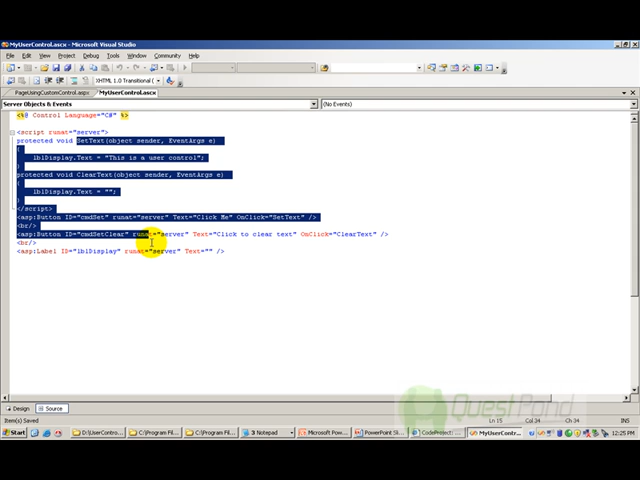 MyUserControl.ascx - Microsoft Visual Studio
File Edit View Project Debug Tools Window Community Help
XHTML 1.0 Transitional (
PageUsingCustomControl.aspx MyUserControl.ascx
Server Objects & Events (No Events)
<%@ Control Language="C#" %>
<script runat="server">
protected void SetText(object sender, EventArgs e)
{
lblDisplay.Text = "This is a user control";
}
protected void ClearText(object sender, EventArgs e)
{
lblDisplay.Text = "";
}
</script>
<asp:Button ID="cmdSet" runat="server" Text="Click Me" OnClick="SetText" />
<br/>
<asp:Button ID="cmdSetClear" runat="server" Text="Click to clear text" OnClick="ClearText" />
<br/>
<asp:Label ID="lblDisplay" runat="server" Text="" />
QuestPond
Design Source
Item(s) Saved Ln 15 Col 34 Ch 34 INS
Start D:\UserContro... C:\Program Fil... C:\Program Fil... 3 Notepad Microsoft Pow... PowerPoint Sli... CodeProject: ... MyUserContr... 12:25 PM